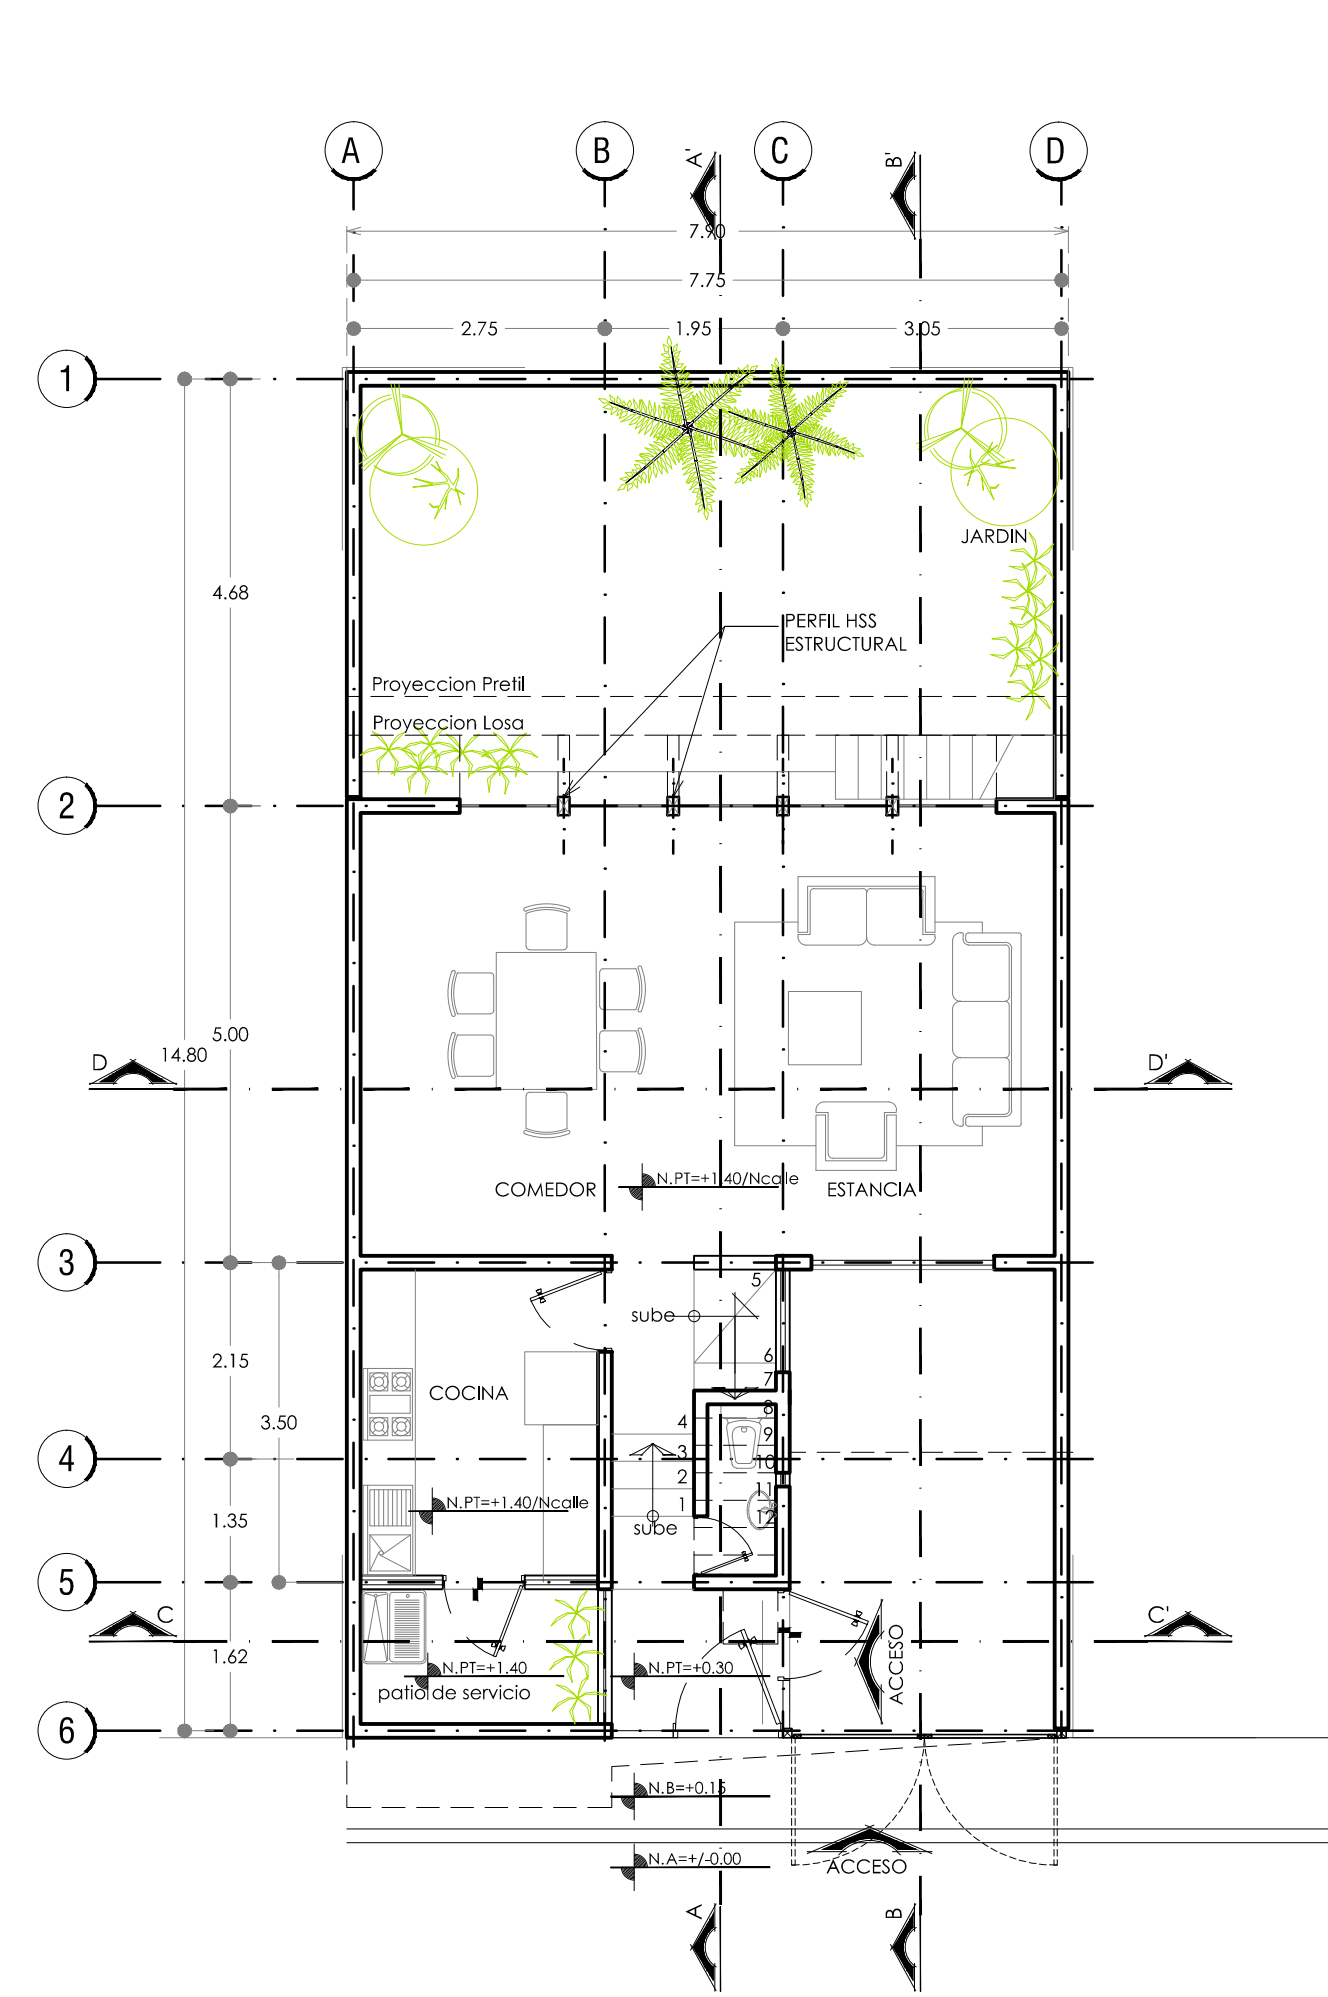 A B C D
A' B'
7.90
7.75
2.75 1.95 3.05
1
4.68
JARDIN
PERFIL HSS
ESTRUCTURAL
Proyeccion Pretil
Proyeccion Losa
2
5.00
14.80
D D'
COMEDOR N.PT=+1.40/Ncalle ESTANCIA
3
5
sube
6
2.15
7
COCINA
8
3.50
4
9
3
4
10
2
11
N.PT=+1.40/Ncalle
1
12
1.35
sube
5
C C'
ACCESO
1.62
N.PT=+1.40 N.PT=+0.30
patio de servicio
6
N.B=+0.15
N.A=+/-0.00
ACCESO
A B